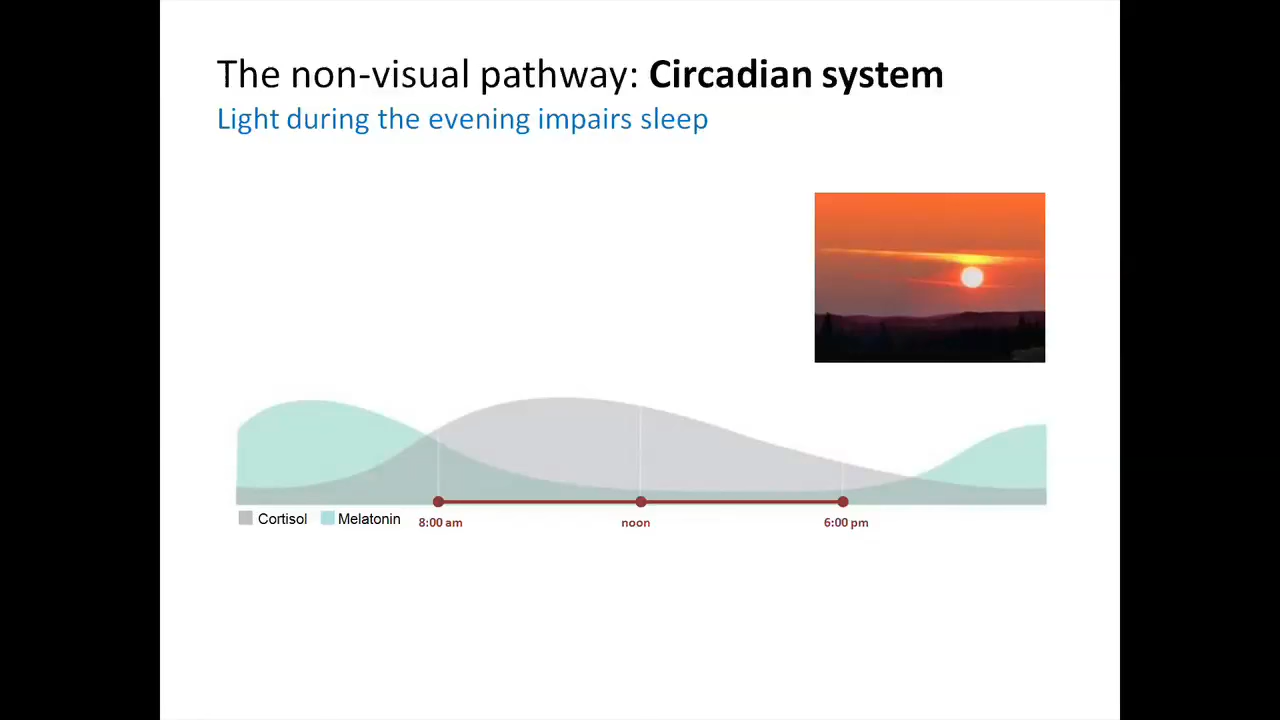 The non-visual pathway: Circadian system
Light during the evening impairs sleep
Cortisol
Melatonin
8:00 am
noon
6:00 pm